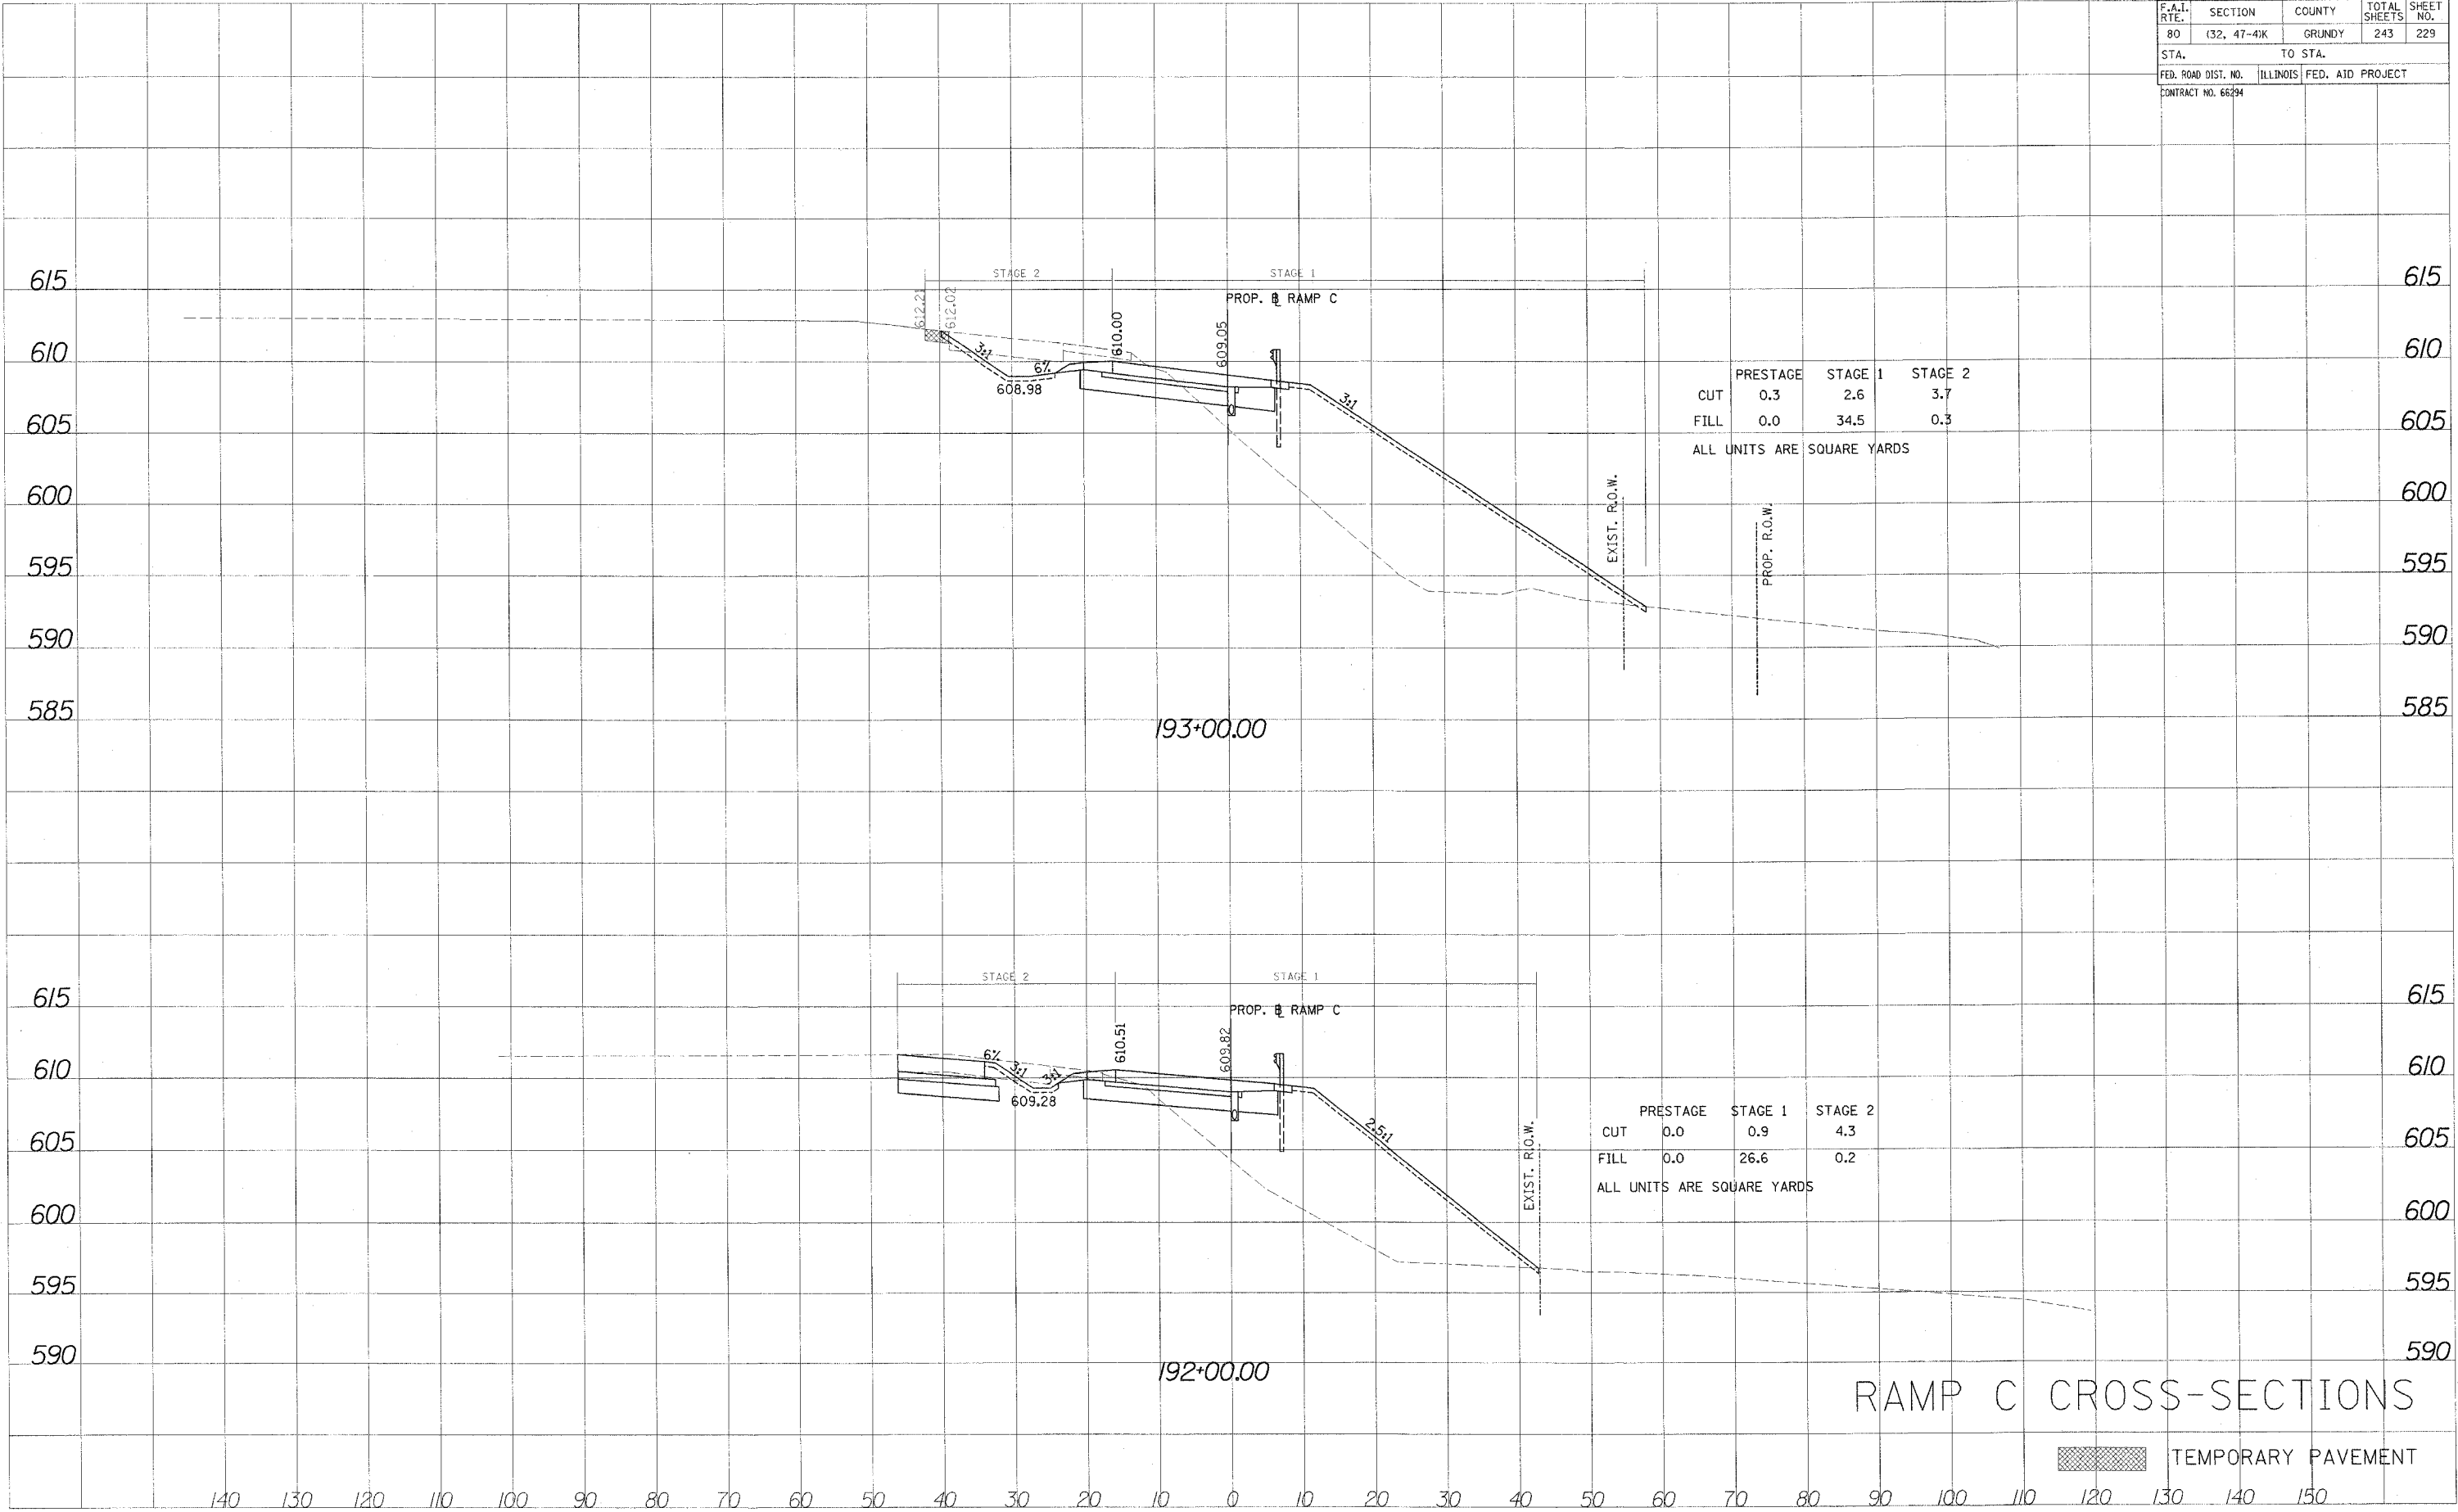 F.A.I. RTE. SECTION COUNTY TOTAL SHEETS SHEET NO.
80 (32, 47-4)K GRUNDY 243 229
STA. TO STA.
FED. ROAD DIST. NO. ILLINOIS FED. AID PROJECT
CONTRACT NO. 66294
STAGE 2 STAGE 1
615 615
PROP. ℄ RAMP C
612.21 612.02 610.00 609.05
610 610
3:1 6% 608.98 3:1
PRESTAGE STAGE 1 STAGE 2
CUT 0.3 2.6 3.7
FILL 0.0 34.5 0.3
ALL UNITS ARE SQUARE YARDS
605 605
600 600
EXIST. R.O.W.
PROP. R.O.W.
595 595
590 590
585 585
193+00.00
STAGE 2 STAGE 1
615 615
PROP. ℄ RAMP C
610.51 609.82
610 610
6% 3:1 3:1 609.28 2.5:1
PRESTAGE STAGE 1 STAGE 2
CUT 0.0 0.9 4.3
FILL 0.0 26.6 0.2
ALL UNITS ARE SQUARE YARDS
605 605
EXIST. R.O.W.
600 600
595 595
590 590
192+00.00
RAMP C CROSS-SECTIONS
TEMPORARY PAVEMENT
140 130 120 110 100 90 80 70 60 50 40 30 20 10 0 10 20 30 40 50 60 70 80 90 100 110 120 130 140 150